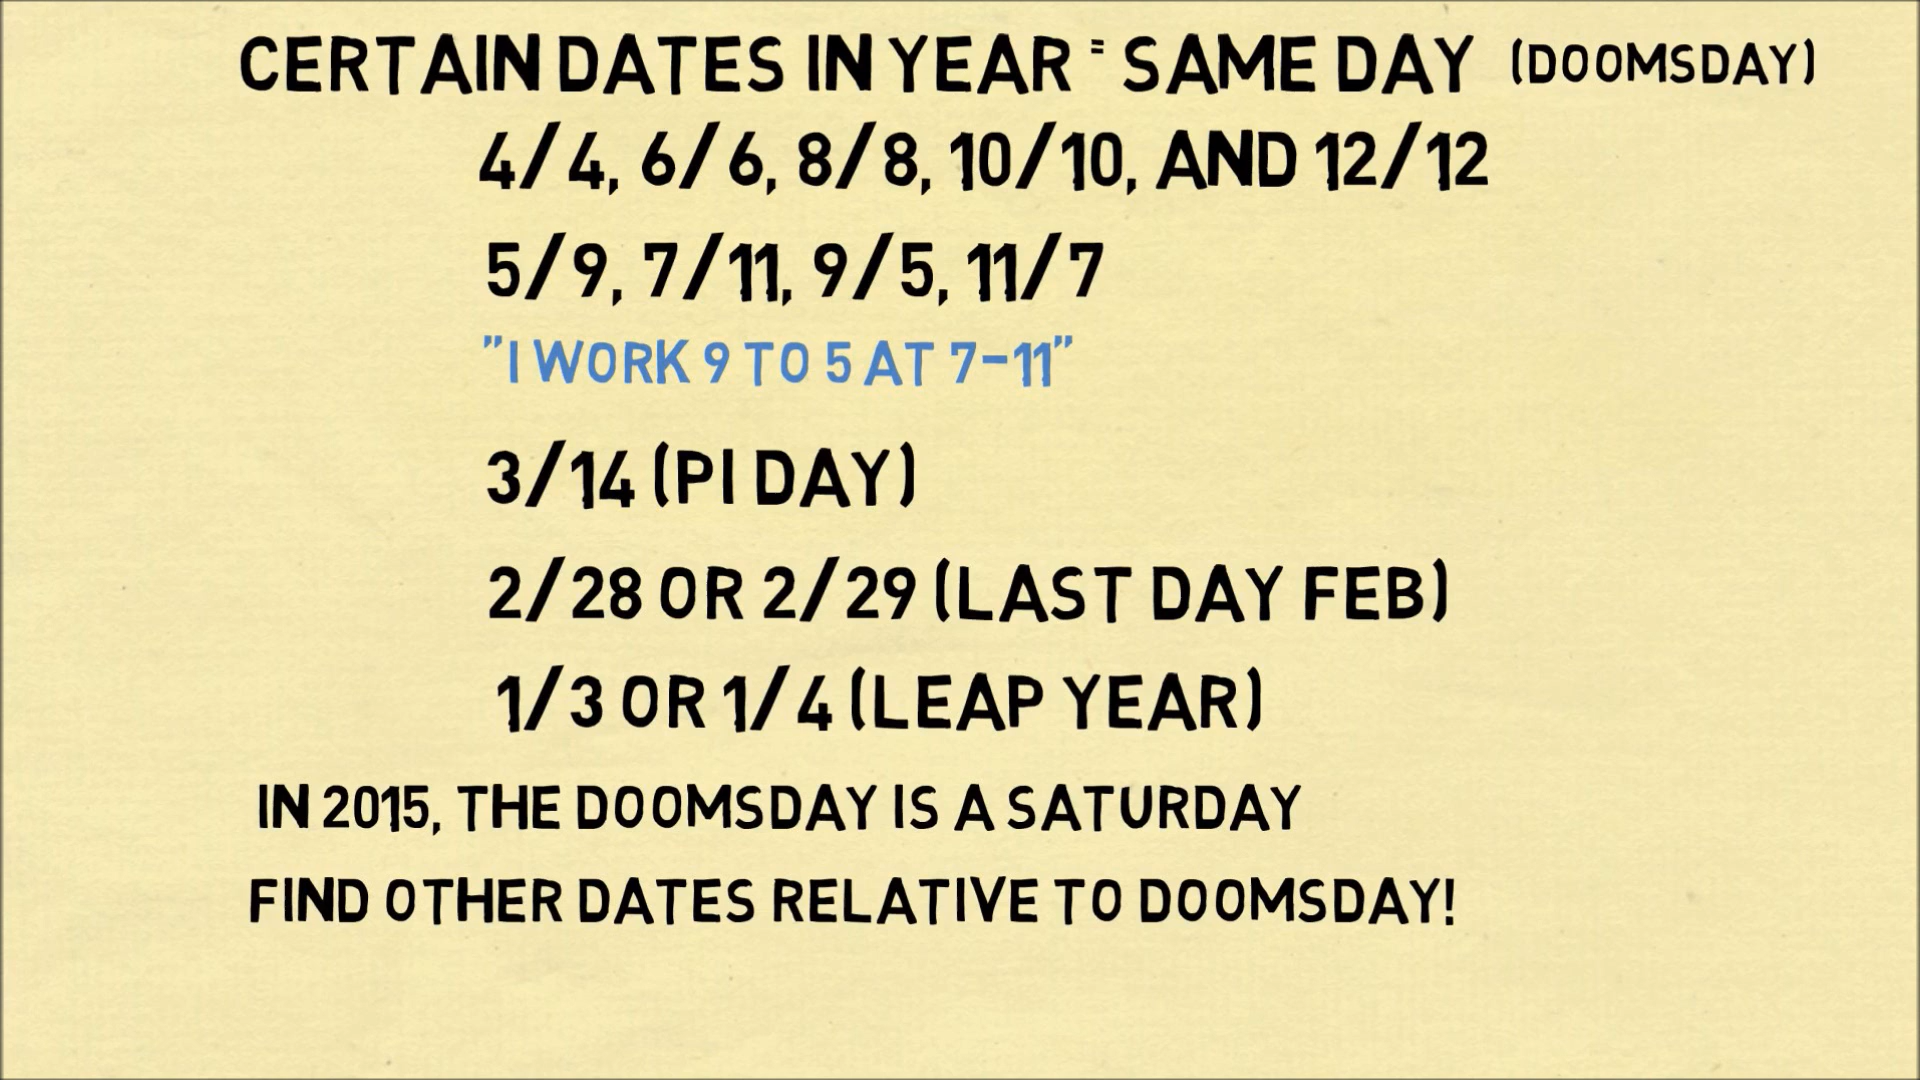 CERTAIN DATES IN YEAR = SAME DAY (DOOMSDAY)
4/4, 6/6, 8/8, 10/10, AND 12/12
5/9, 7/11, 9/5, 11/7
"I WORK 9 TO 5 AT 7-11"
3/14 (PI DAY)
2/28 OR 2/29 (LAST DAY FEB)
1/3 OR 1/4 (LEAP YEAR)
IN 2015, THE DOOMSDAY IS A SATURDAY
FIND OTHER DATES RELATIVE TO DOOMSDAY!